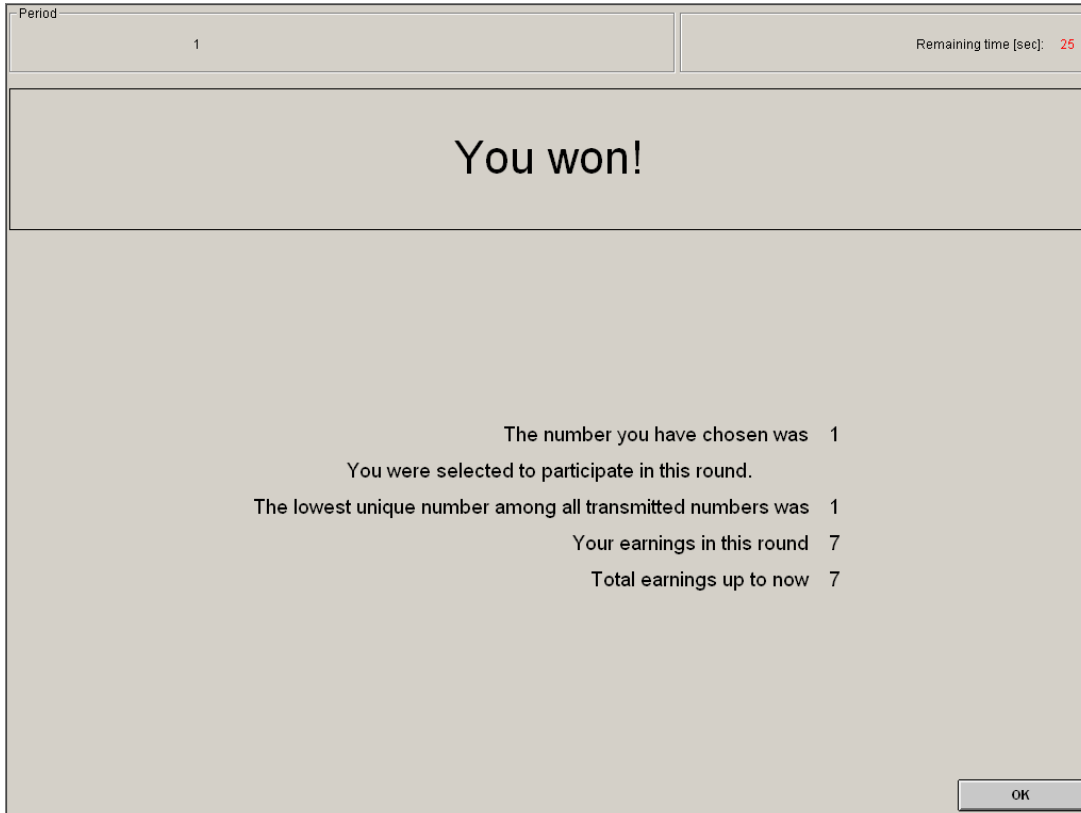 Period
1
Remaining time [sec]: 25
You won!
The number you have chosen was 1
You were selected to participate in this round.
The lowest unique number among all transmitted numbers was 1
Your earnings in this round 7
Total earnings up to now 7
OK